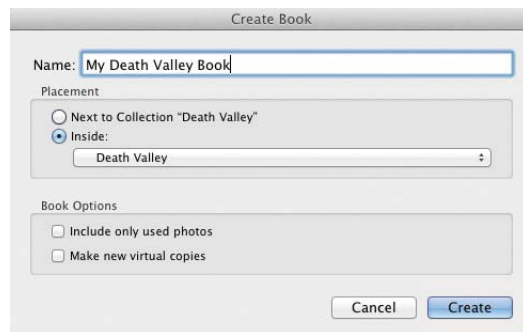 Create Book
Name: My Death Valley Book
Placement
Next to Collection “Death Valley”
Inside:
Death Valley
Book Options
Include only used photos
Make new virtual copies
Cancel Create